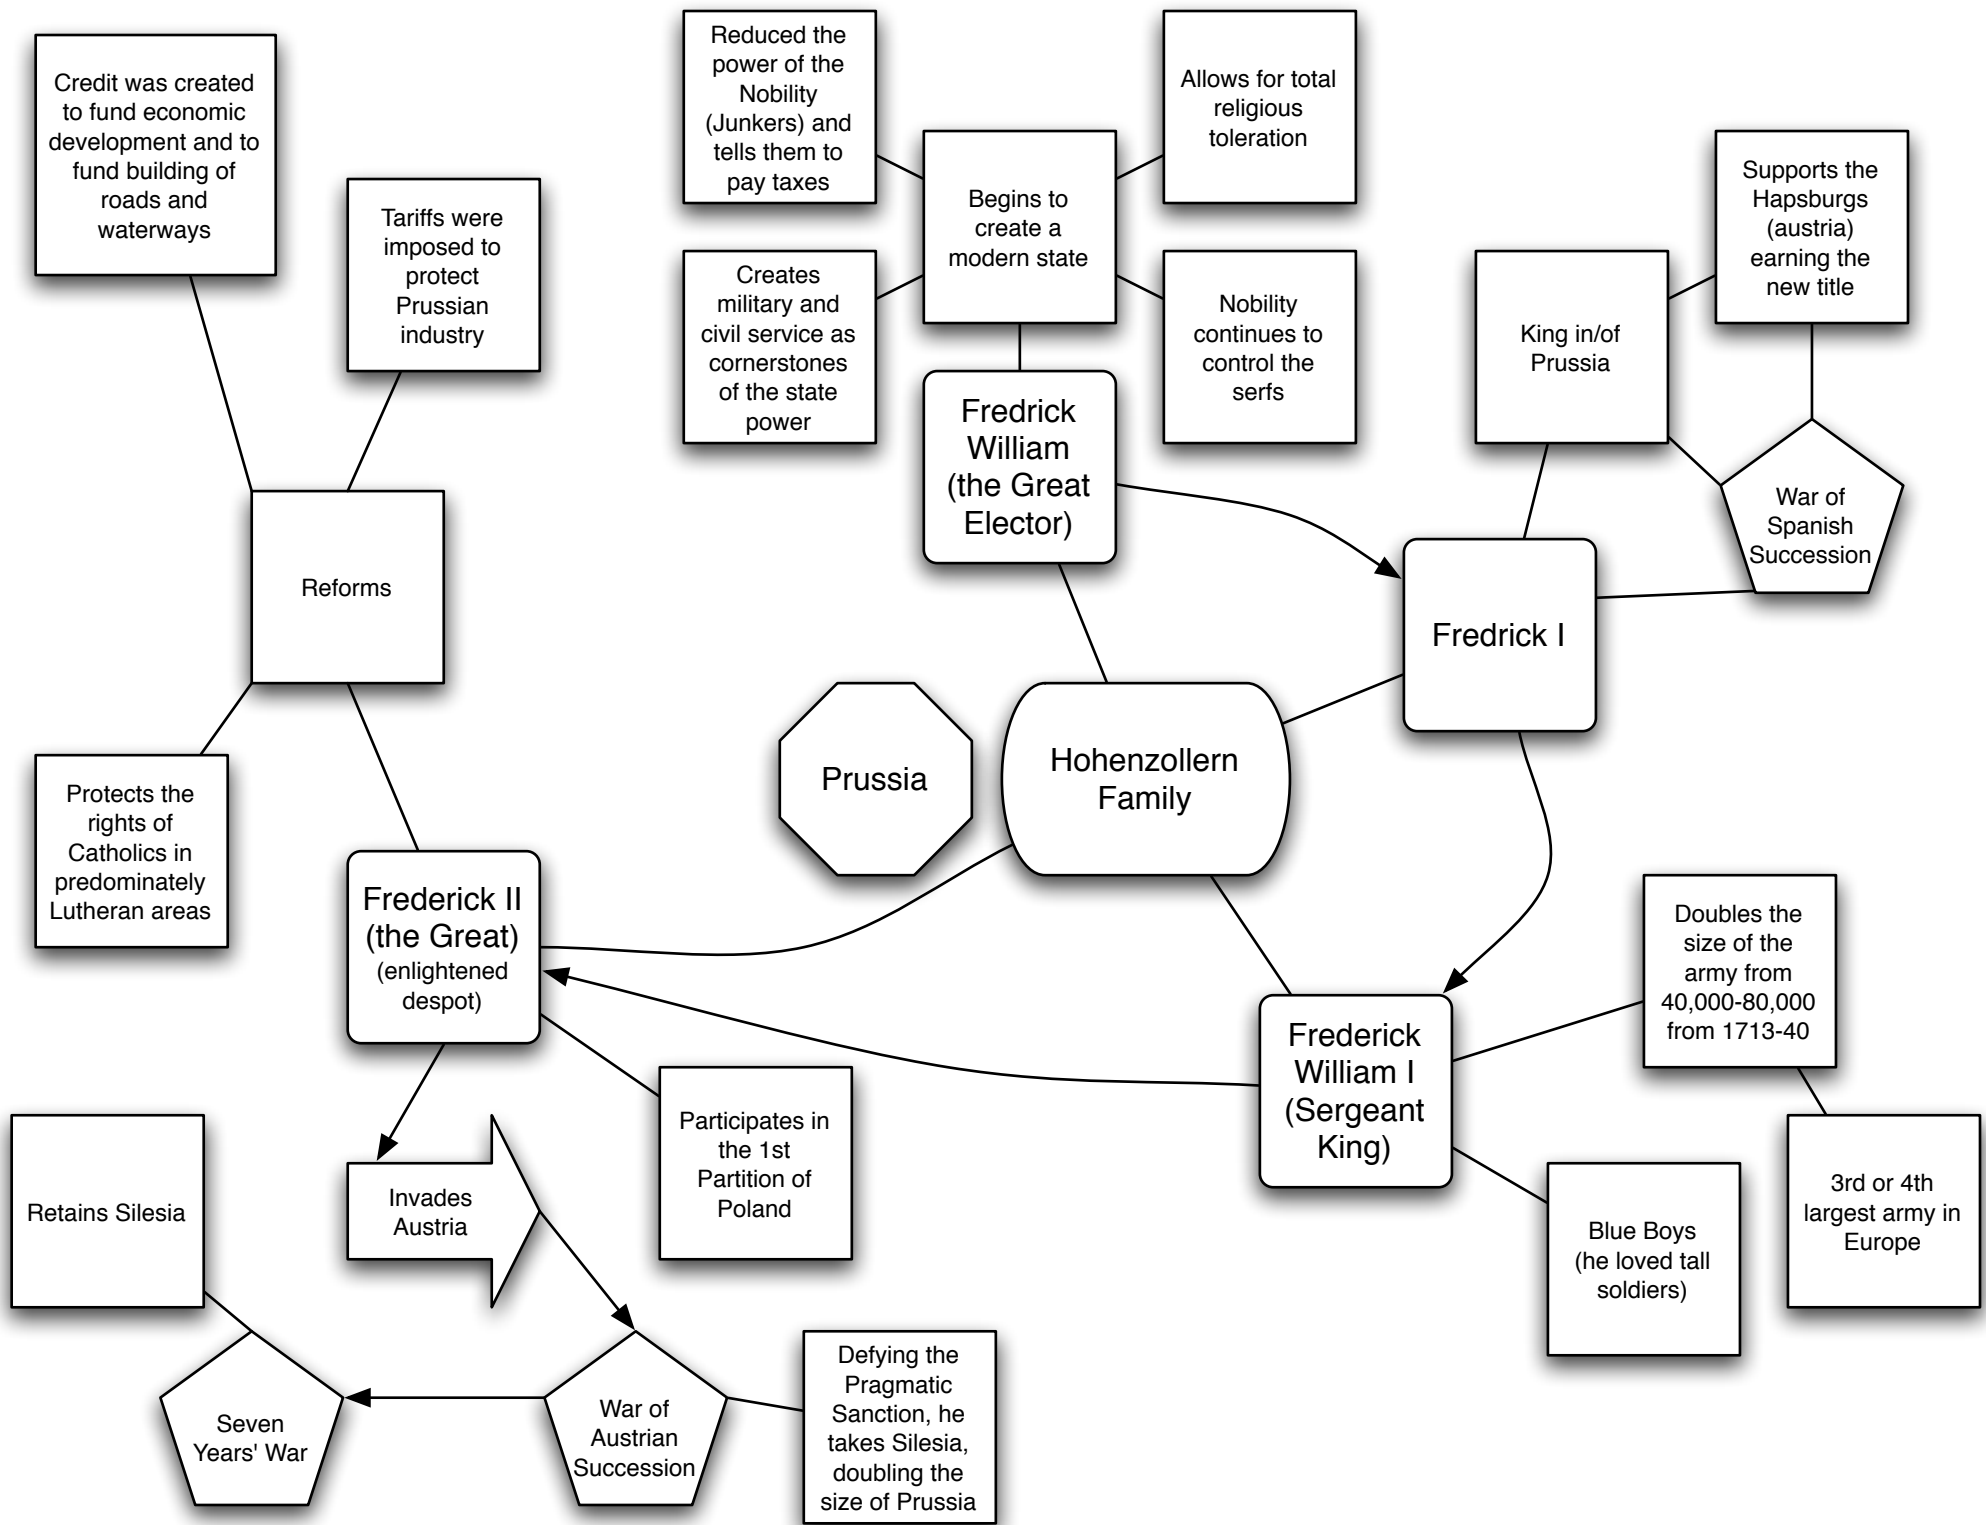 Credit was created
to fund economic
development and to
fund building of
roads and
waterways
Tariffs were
imposed to
protect
Prussian
industry
Reduced the
power of the
Nobility
(Junkers) and
tells them to
pay taxes
Allows for total
religious
toleration
Begins to
create a
modern state
Creates
military and
civil service as
cornerstones
of the state
power
Nobility
continues to
control the
serfs
Supports the
Hapsburgs
(austria)
earning the
new title
King in/of
Prussia
Fredrick
William
(the Great
Elector)
War of
Spanish
Succession
Reforms
Fredrick I
Prussia
Hohenzollern
Family
Protects the
rights of
Catholics in
predominately
Lutheran areas
Frederick II
(the Great)
(enlightened
despot)
Doubles the
size of the
army from
40,000-80,000
from 1713-40
Frederick
William I
(Sergeant
King)
Participates in
the 1st
Partition of
Poland
Retains Silesia
Invades
Austria
Blue Boys
(he loved tall
soldiers)
3rd or 4th
largest army in
Europe
Seven
Years' War
War of
Austrian
Succession
Defying the
Pragmatic
Sanction, he
takes Silesia,
doubling the
size of Prussia